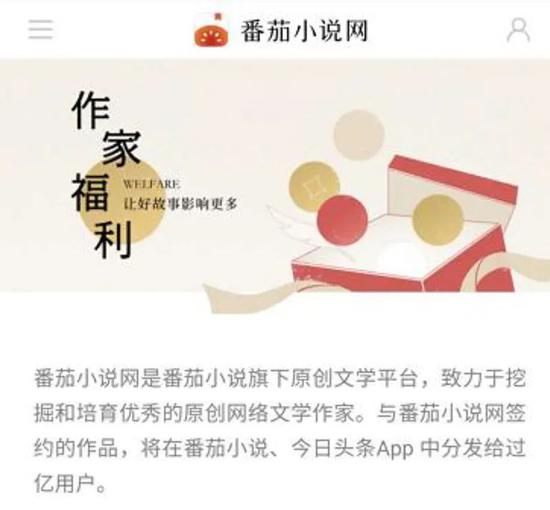 番茄小说网
作家福利
WELFARE
让好故事影响更多
番茄小说网是番茄小说旗下原创文学平台，致力于挖
掘和培育优秀的原创网络文学作家。与番茄小说网签
约的作品，将在番茄小说、今日头条App 中分发给过
亿用户。